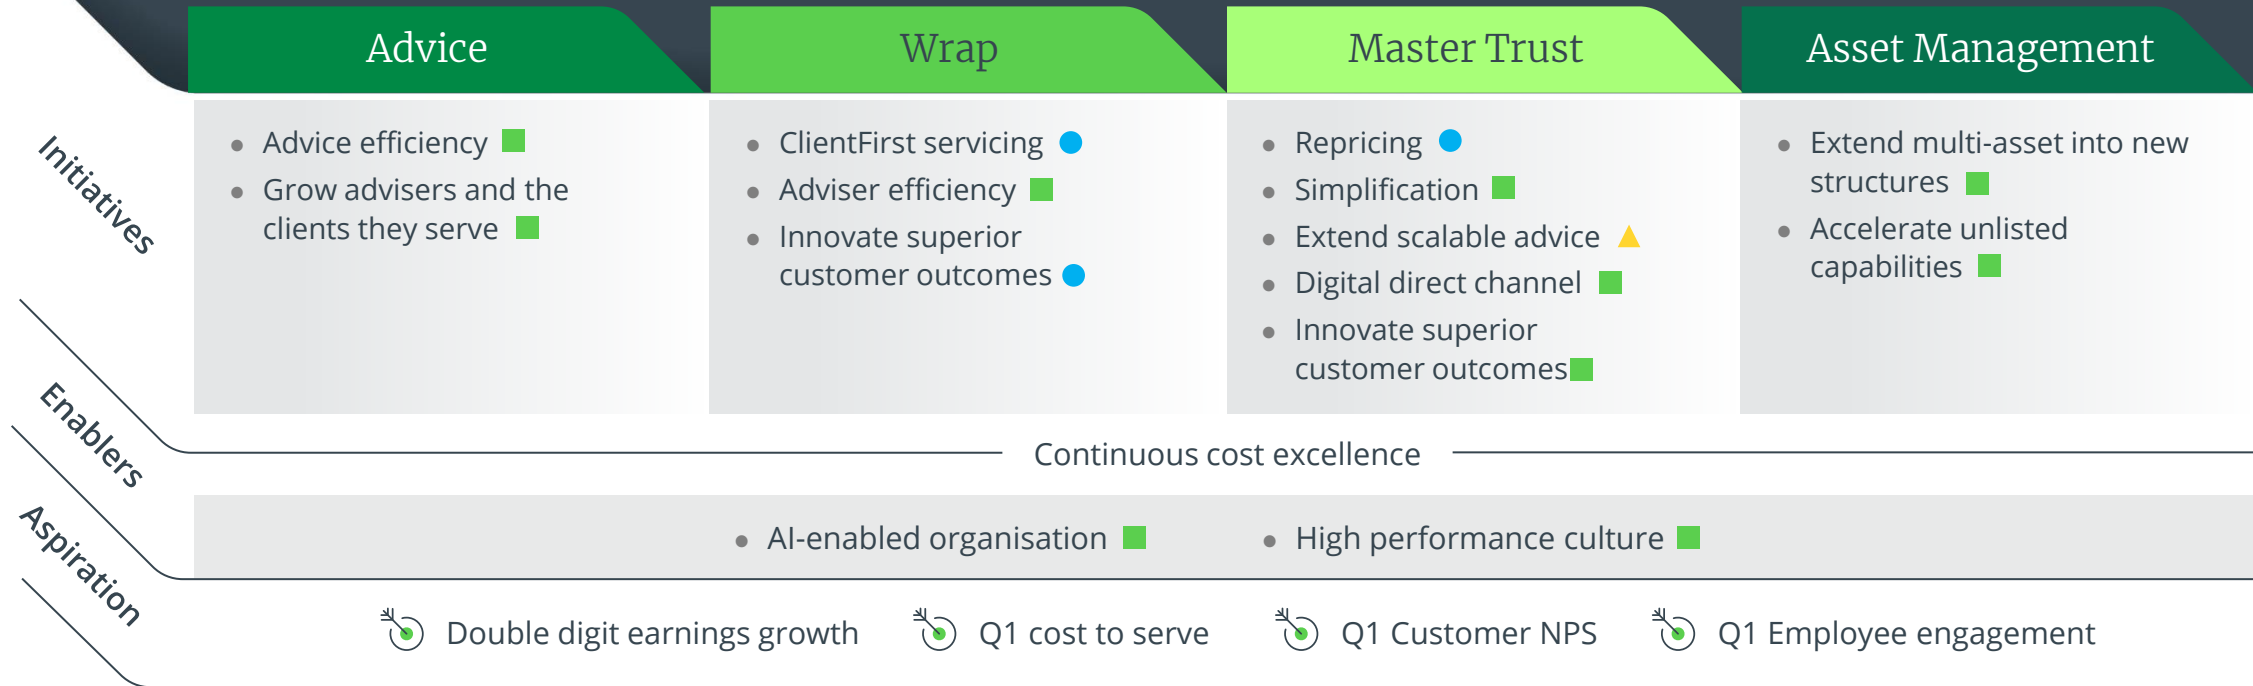 Advice
Wrap
Master Trust
Asset Management
Initiatives
Advice efficiency
Grow advisers and the
clients they serve
ClientFirst servicing
Adviser efficiency
Innovate superior
customer outcomes
Repricing
Simplification
Extend scalable advice
Digital direct channel
Innovate superior
customer outcomes
Extend multi-asset into new
structures
Accelerate unlisted
capabilities
Enablers
Continuous cost excellence
AI-enabled organisation
High performance culture
Aspiration
Double digit earnings growth
Q1 cost to serve
Q1 Customer NPS
Q1 Employee engagement